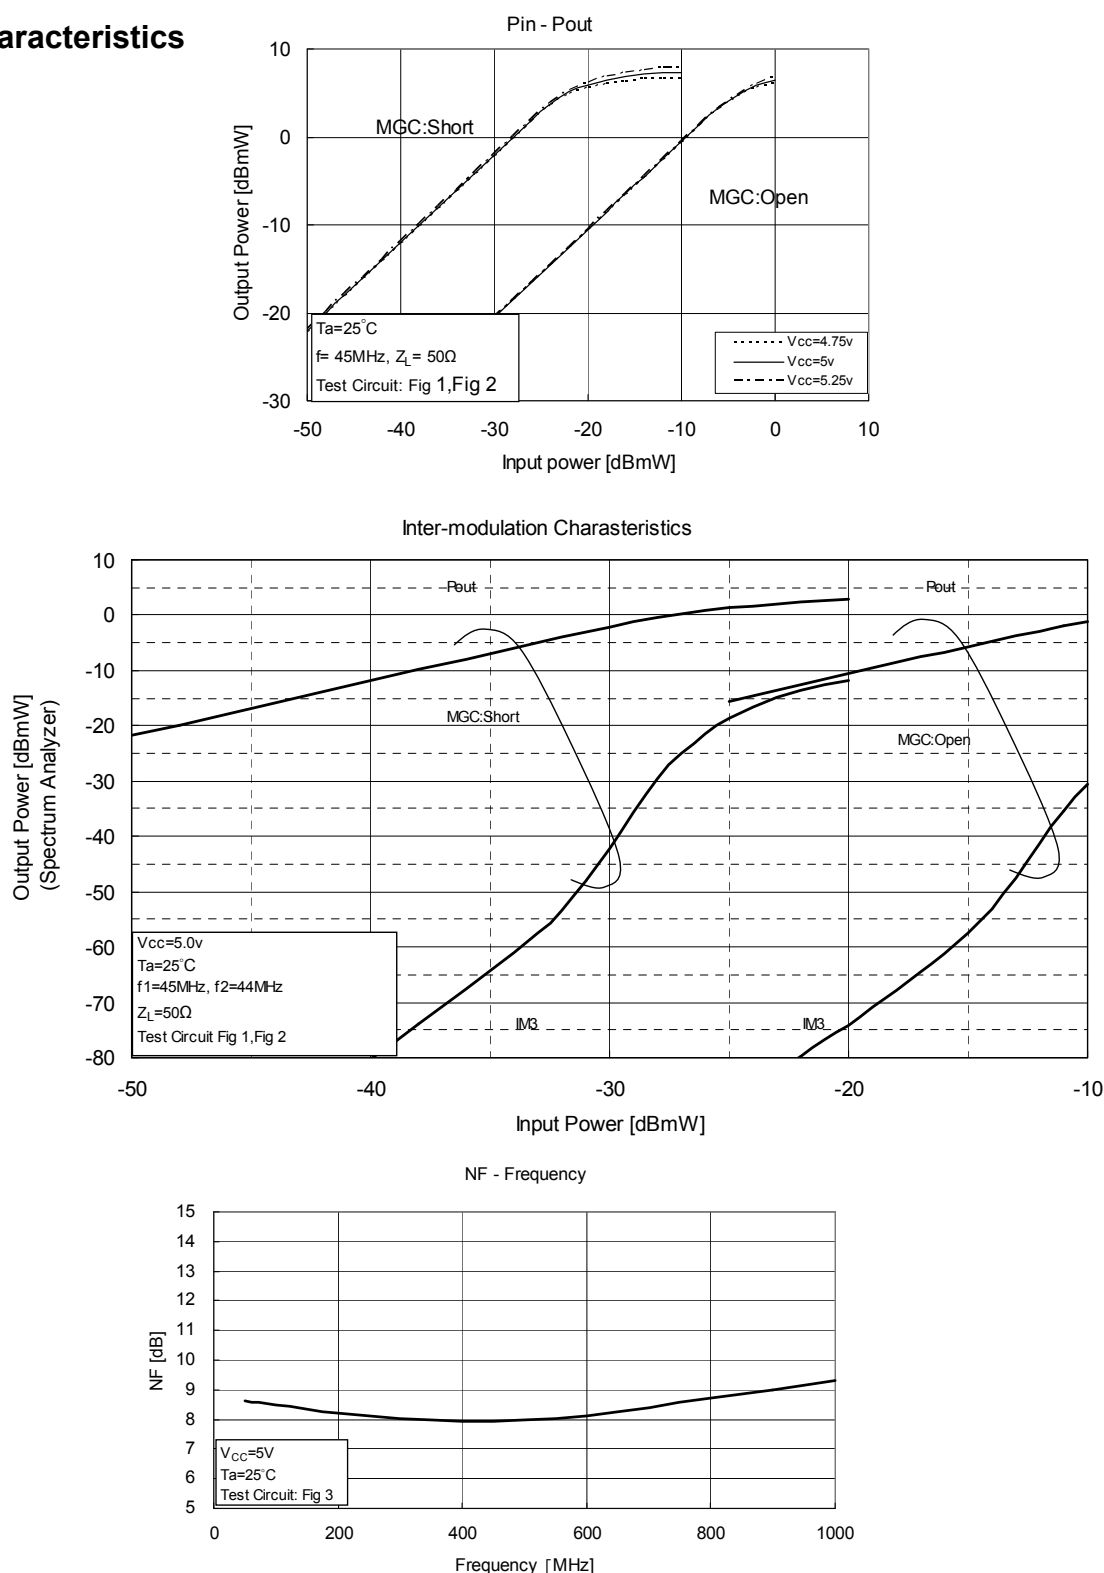 aracteristics
Pin - Pout
10
0
-10
-20
-30
Output Power [dBmW]
MGC:Short
MGC:Open
Ta=25°C
f= 45MHz, ZL= 50Ω
Test Circuit: Fig 1,Fig 2
Vcc=4.75v
Vcc=5v
Vcc=5.25v
-50 -40 -30 -20 -10 0 10
Input power [dBmW]
Inter-modulation Charasteristics
10
0
-10
-20
-30
-40
-50
-60
-70
-80
Output Power [dBmW]
(Spectrum Analyzer)
Pout
Pout
MGC:Short
MGC:Open
Vcc=5.0v
Ta=25°C
f1=45MHz, f2=44MHz
ZL=50Ω
Test Circuit Fig 1,Fig 2
IM3
IM3
-50 -40 -30 -20 -10
Input Power [dBmW]
NF - Frequency
15
14
13
12
11
10
9
8
7
6
5
NF [dB]
VCC=5V
Ta=25°C
Test Circuit: Fig 3
0 200 400 600 800 1000
Frequency [MHz]